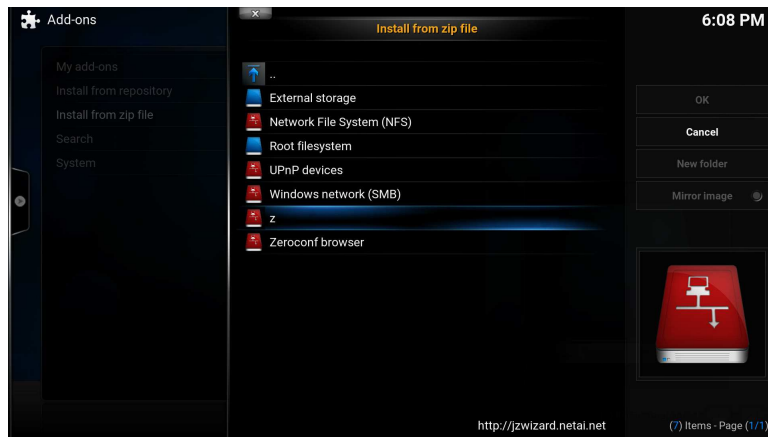 Add-ons
6:08 PM
My add-ons
Install from repository
Install from zip file
Search
System
Install from zip file
..
External storage
Network File System (NFS)
Root filesystem
UPnP devices
Windows network (SMB)
z
Zeroconf browser
OK
Cancel
New folder
Mirror image
http://jzwizard.netai.net
(7) Items - Page (1/1)